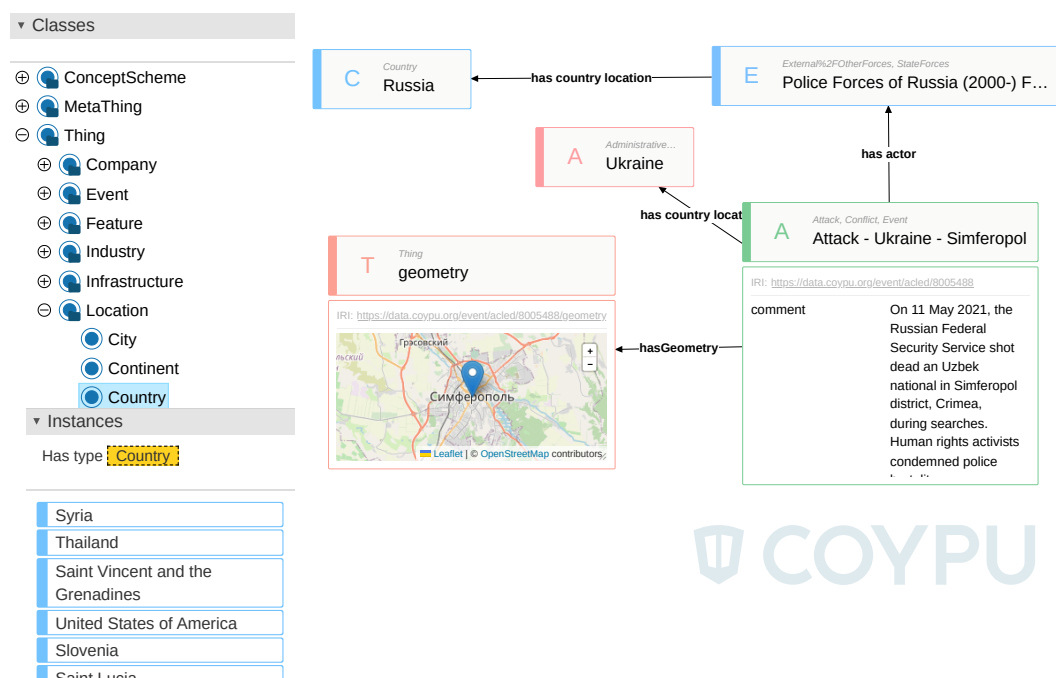 Classes
ConceptScheme
MetaThing
Thing
Company
Event
Feature
Industry
Infrastructure
Location
City
Continent
Country
Instances
Has type Country
Syria
Thailand
Saint Vincent and the
Grenadines
United States of America
Slovenia
Saint Lucia
C
Country
Russia
has country location
E
External%2FOtherForces, StateForces
Police Forces of Russia (2000-) F…
A
Administrative…
Ukraine
has actor
has country locat
A
Attack, Conflict, Event
Attack - Ukraine - Simferopol
IRI: https://data.coypu.org/event/acled/8005488
comment
On 11 May 2021, the
Russian Federal
Security Service shot
dead an Uzbek
national in Simferopol
district, Crimea,
during searches.
Human rights activists
condemned police
T
Thing
geometry
IRI: https://data.coypu.org/event/acled/8005488/geometry
Грэсовский
льский
Симферополь
+
−
Leaflet | © OpenStreetMap contributors
hasGeometry
COYPU